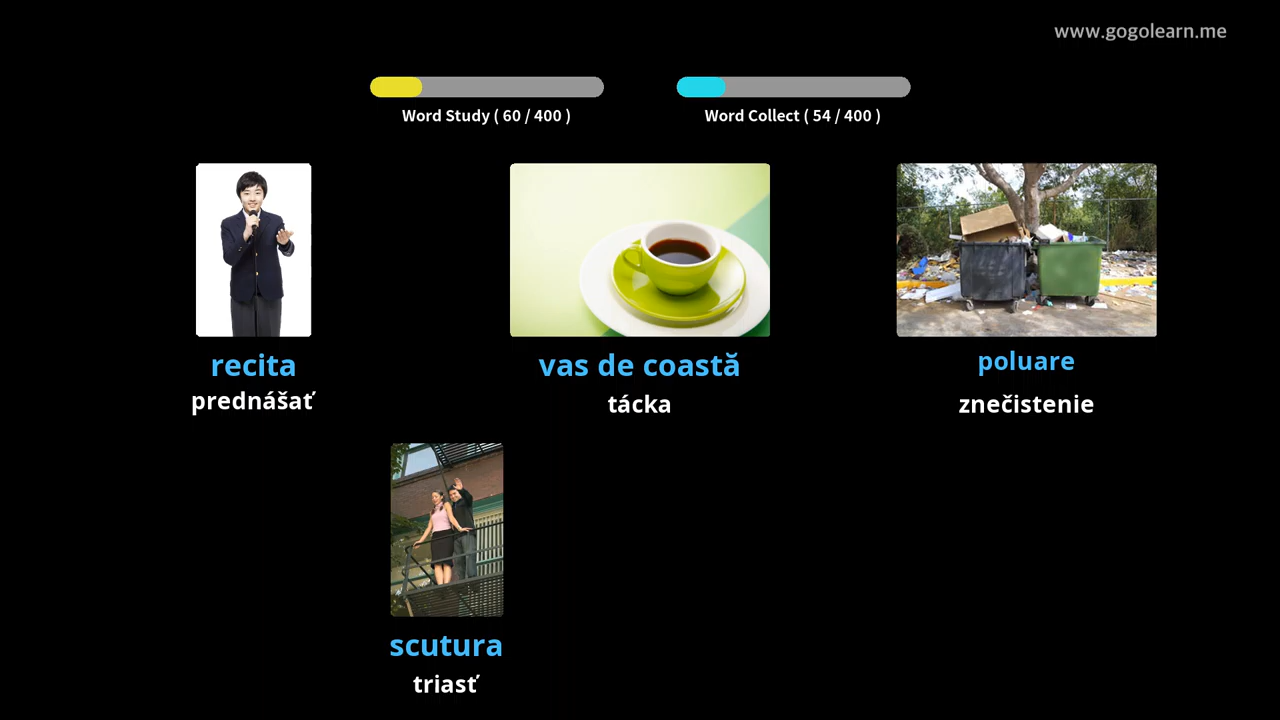 www.gogolearn.me
Word Study ( 60 / 400 )
Word Collect ( 54 / 400 )
recita
prednášať
vas de coastă
tácka
poluare
znečistenie
scutura
triasť